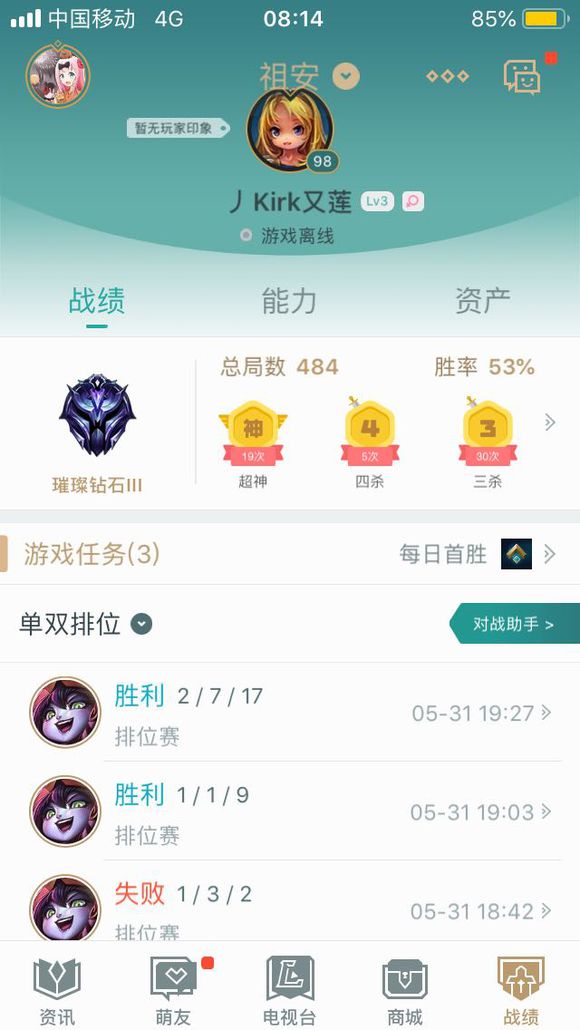 中国移动 4G 08:14 85%
祖安
暂无玩家印象
98
丿Kirk又莲 Lv3
游戏离线
战绩 能力 资产
总局数 484 胜率 53%
神 4 3
19次 5次 30次
超神 四杀 三杀
璀璨钻石III
游戏任务(3) 每日首胜
单双排位 对战助手 >
胜利 2 / 7 / 17
05-31 19:27
排位赛
胜利 1 / 1 / 9
05-31 19:03
排位赛
失败 1 / 3 / 2
05-31 18:42
排位赛
资讯 萌友 电视台 商城 战绩